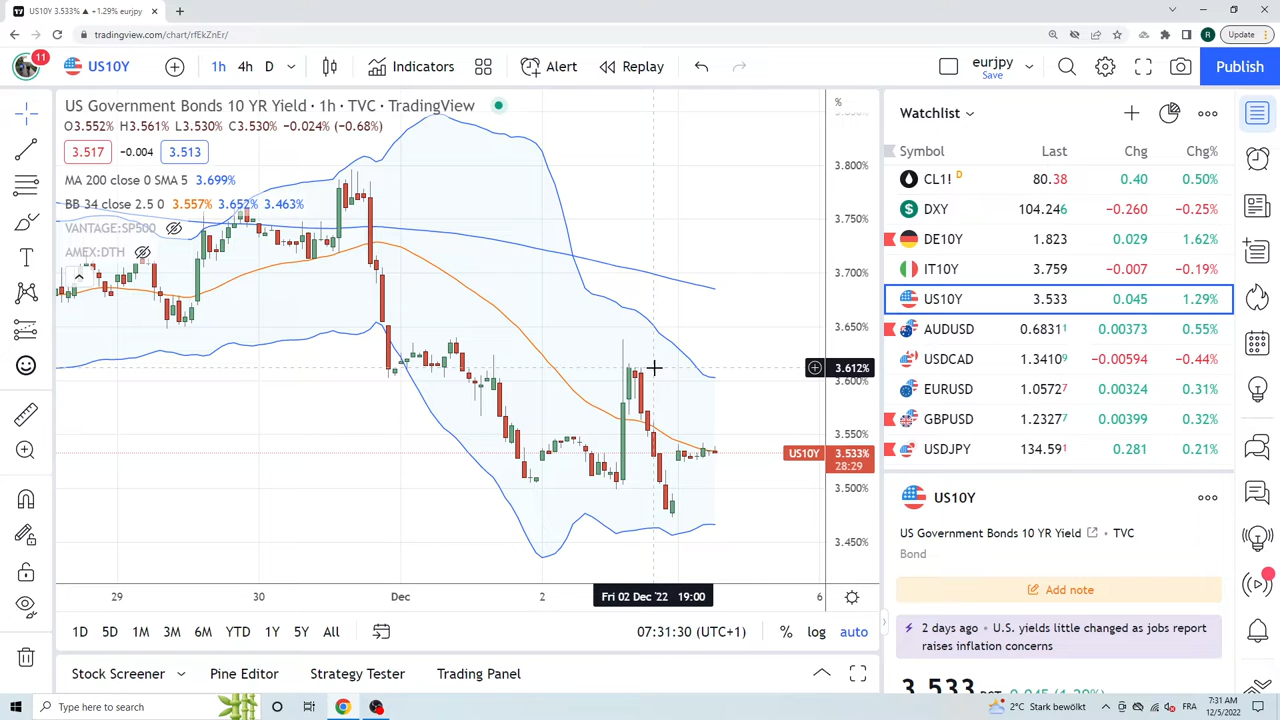 US10Y 3.533% ▲ +1.29% eurjpy
tradingview.com/chart/rfEkZnEr/
Update
11
US10Y
1h
4h
D
Indicators
Alert
Replay
eurjpy
Save
Publish
US Government Bonds 10 YR Yield · 1h · TVC · TradingView
O3.552% H3.561% L3.530% C3.530% −0.024% (−0.68%)
3.517 −0.004 3.513
MA 200 close 0 SMA 5 3.699%
BB 34 close 2.5 0 3.557% 3.652% 3.463%
VANTAGE:SP500
AMEX:DTH
%
3.850%
3.800%
3.750%
3.700%
3.650%
3.612%
3.600%
3.550%
US10Y 3.533%
28:29
3.500%
3.450%
29 30 Dec 2 Fri 02 Dec '22 19:00 6
1D 5D 1M 3M 6M YTD 1Y 5Y All
07:31:30 (UTC+1) % log auto
Stock Screener Pine Editor Strategy Tester Trading Panel
Watchlist
Symbol Last Chg Chg%
CL1! D 80.38 0.40 0.50%
DXY 104.246 −0.260 −0.25%
DE10Y 1.823 0.029 1.62%
IT10Y 3.759 −0.007 −0.19%
US10Y 3.533 0.045 1.29%
AUDUSD 0.68311 0.00373 0.55%
USDCAD 1.34109 −0.00594 −0.44%
EURUSD 1.05727 0.00324 0.31%
GBPUSD 1.23277 0.00399 0.32%
USDJPY 134.591 0.281 0.21%
US10Y
US Government Bonds 10 YR Yield • TVC
Bond
Add note
2 days ago • U.S. yields little changed as jobs report
raises inflation concerns
3.533 0.045 (1.29%)
Type here to search
2°C Stark bewölkt
FRA
7:31 AM
12/5/2022